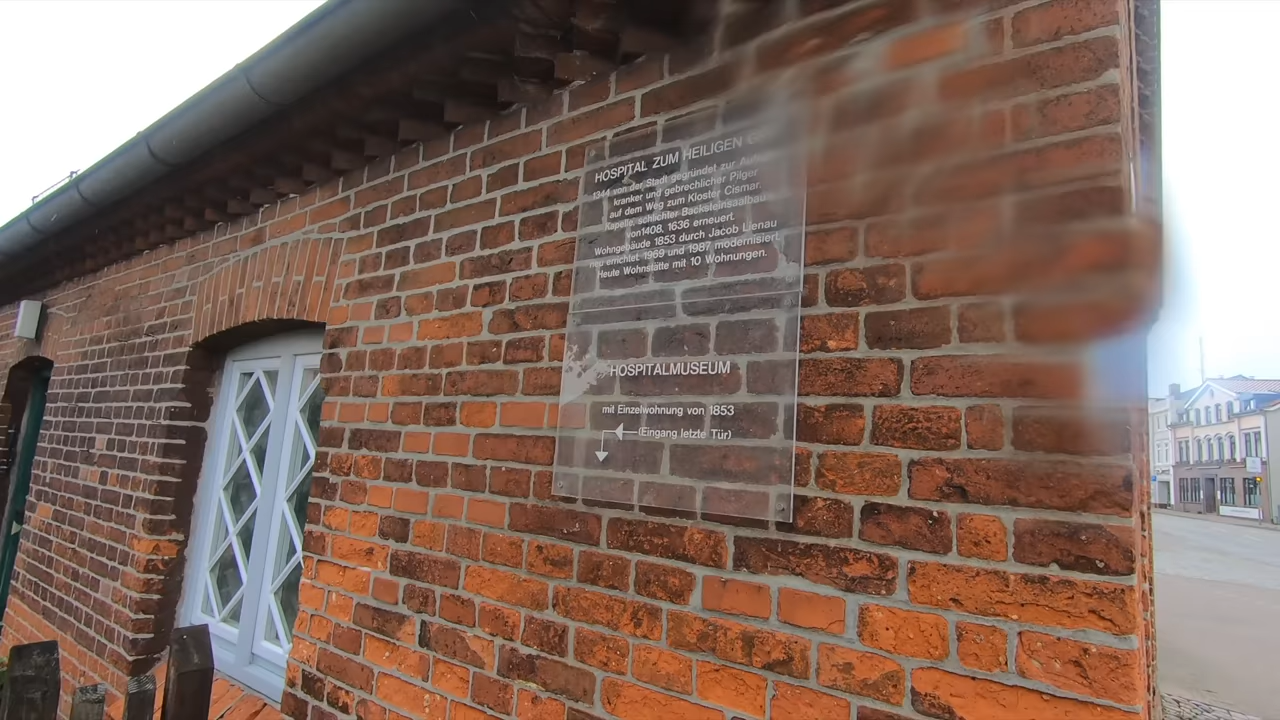 HOSPITAL ZUM HEILIGEN
1344 von der Stadt gegründet zur
kranker und gebrechlicher Pilger
auf dem Weg zum Kloster Cismar.
Kapelle, schlichter Backsteinsaalbau
von 1408. 1636 erneuert.
Wohngebäude 1853 durch Jacob Lienau
neu errichtet. 1969 und 1987 modernisiert.
Heute Wohnstätte mit 10 Wohnungen.
HOSPITALMUSEUM
mit Einzelwohnung von 1853
(Eingang letzte Tür)